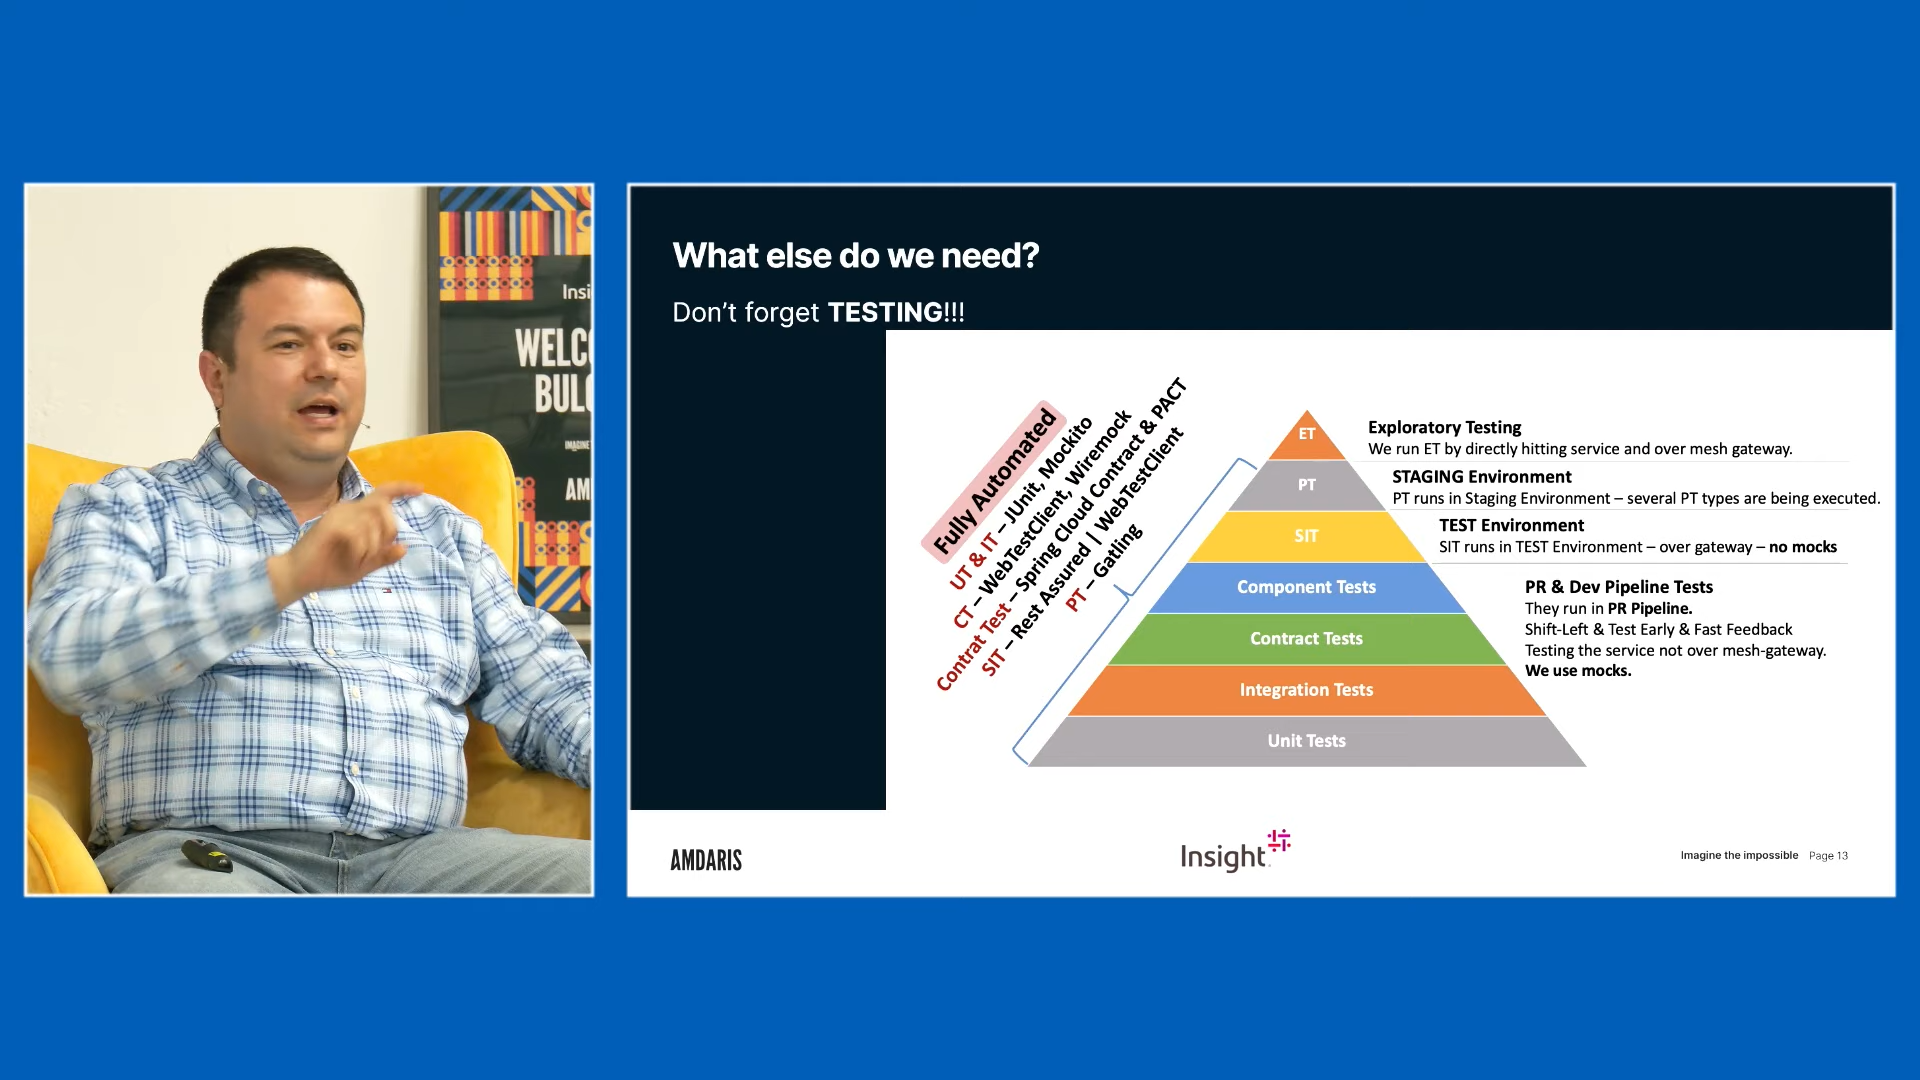 Insi
WELC
BUL
IMAGINE
AM
What else do we need?
Don't forget TESTING!!!
Fully Automated
UT & IT – JUnit, Mockito
CT – WebTestClient, Wiremock
Contrat Test – Spring Cloud Contract & PACT
SIT – Rest Assured | WebTestClient
PT – Gatling
ET
PT
SIT
Component Tests
Contract Tests
Integration Tests
Unit Tests
Exploratory Testing
We run ET by directly hitting service and over mesh gateway.
STAGING Environment
PT runs in Staging Environment – several PT types are being executed.
TEST Environment
SIT runs in TEST Environment – over gateway – no mocks
PR & Dev Pipeline Tests
They run in PR Pipeline.
Shift-Left & Test Early & Fast Feedback
Testing the service not over mesh-gateway.
We use mocks.
AMDARIS
Insight
Imagine the impossible Page 13